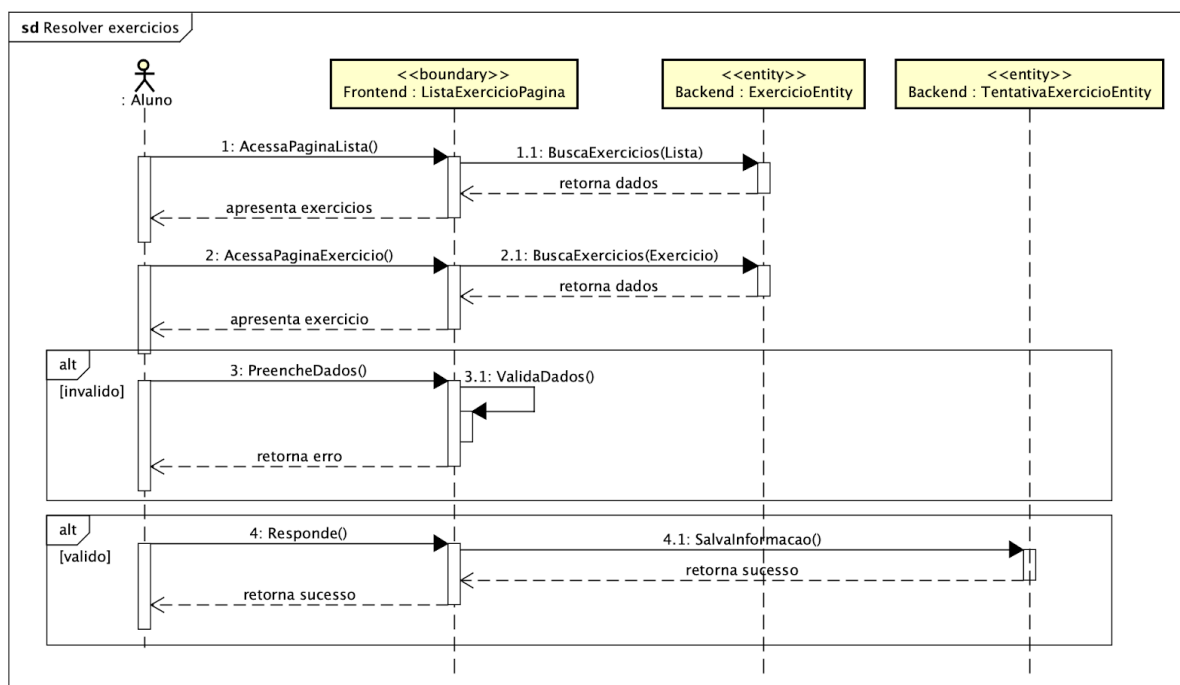 sd Resolver exercicios
: Aluno
<<boundary>>
Frontend : ListaExercicioPagina
<<entity>>
Backend : ExercicioEntity
<<entity>>
Backend : TentativaExercicioEntity
1: AcessaPaginaLista()
1.1: BuscaExercicios(Lista)
retorna dados
apresenta exercicios
2: AcessaPaginaExercicio()
2.1: BuscaExercicios(Exercicio)
retorna dados
apresenta exercicio
alt
[invalido]
3: PreencheDados()
3.1: ValidaDados()
retorna erro
alt
[valido]
4: Responde()
4.1: SalvaInformacao()
retorna sucesso
retorna sucesso